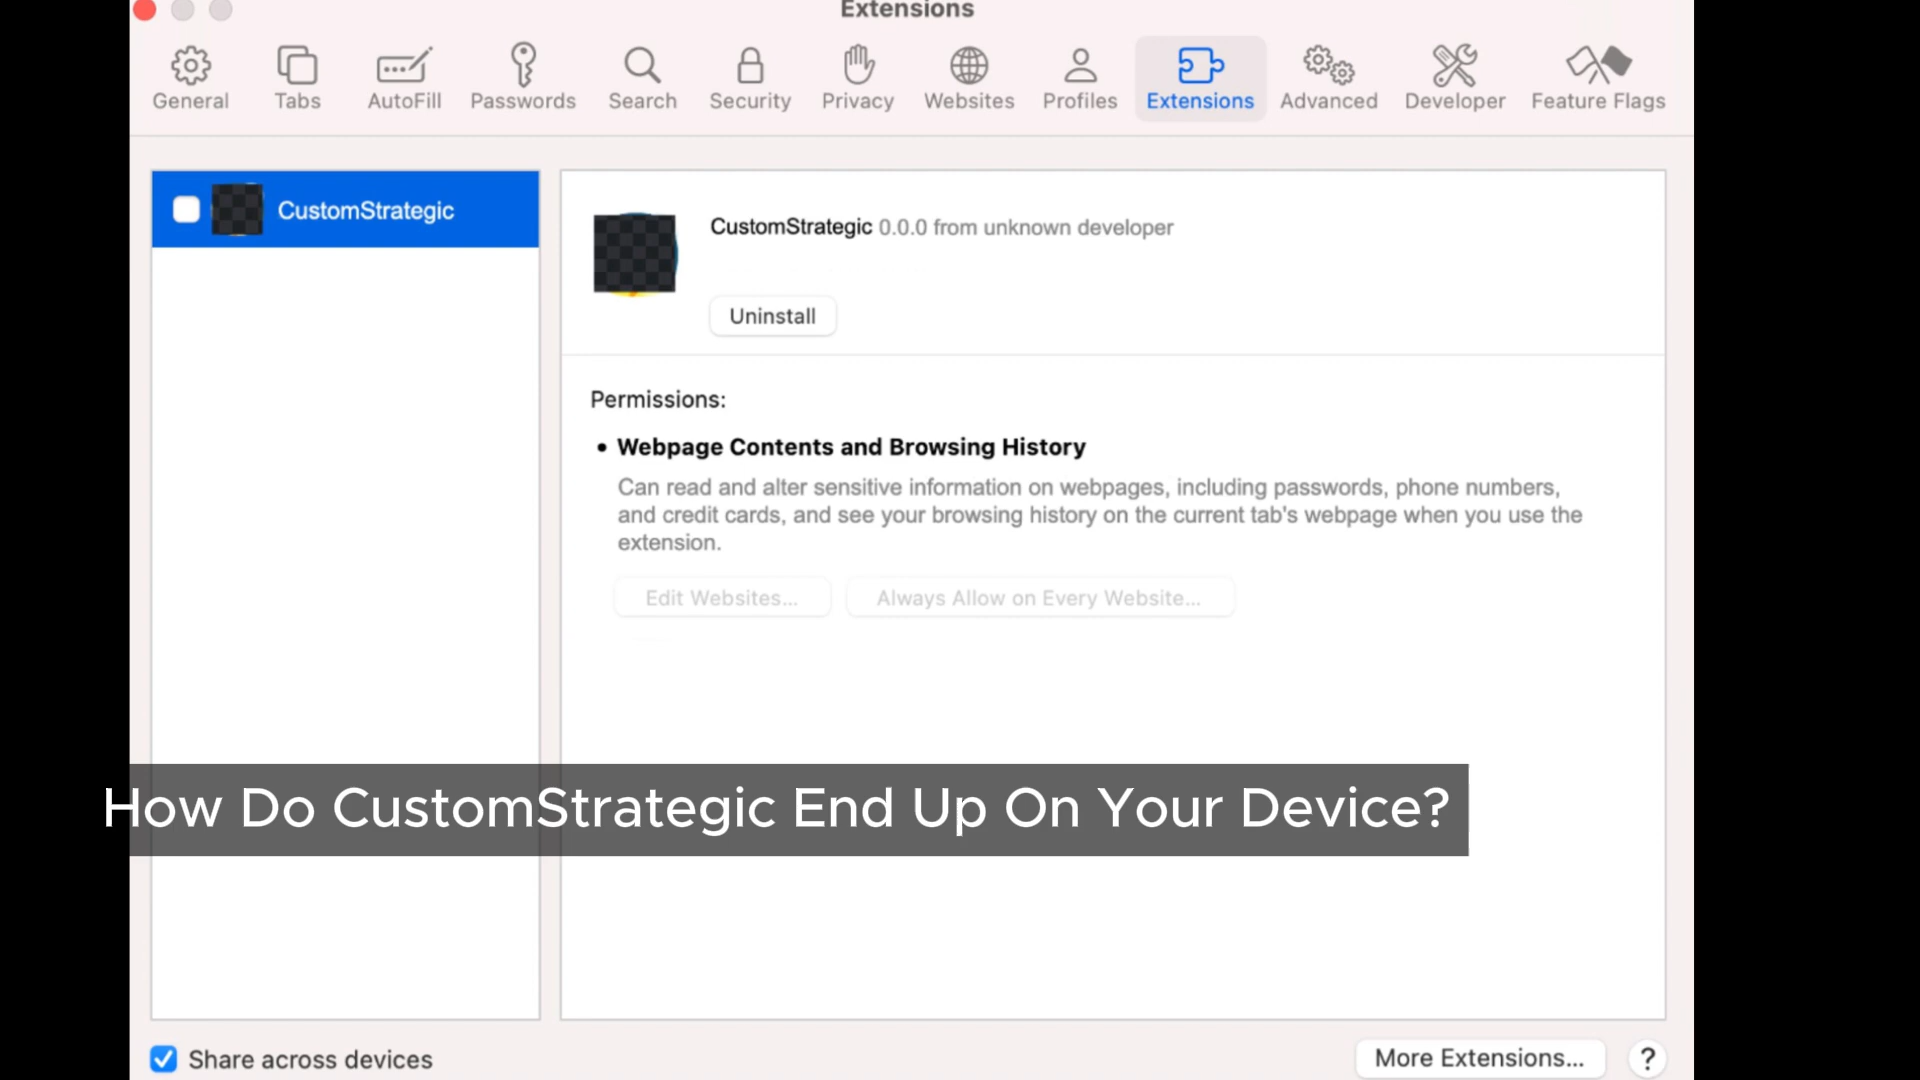 Extensions
General
Tabs
AutoFill
Passwords
Search
Security
Privacy
Websites
Profiles
Extensions
Advanced
Developer
Feature Flags
CustomStrategic
CustomStrategic 0.0.0 from unknown developer
Uninstall
Permissions:
• Webpage Contents and Browsing History
Can read and alter sensitive information on webpages, including passwords, phone numbers,
and credit cards, and see your browsing history on the current tab's webpage when you use the
extension.
Edit Websites...
Always Allow on Every Website...
How Do CustomStrategic End Up On Your Device?
Share across devices
More Extensions...
?